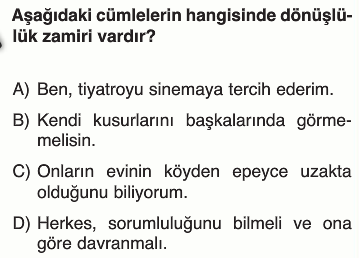 Aşağıdaki cümlelerin hangisinde dönüşlü-
lük zamiri vardır?
A) Ben, tiyatroyu sinemaya tercih ederim.
B) Kendi kusurlarını başkalarında görme-
melisin.
C) Onların evinin köyden epeyce uzakta
olduğunu biliyorum.
D) Herkes, sorumluluğunu bilmeli ve ona
göre davranmalı.